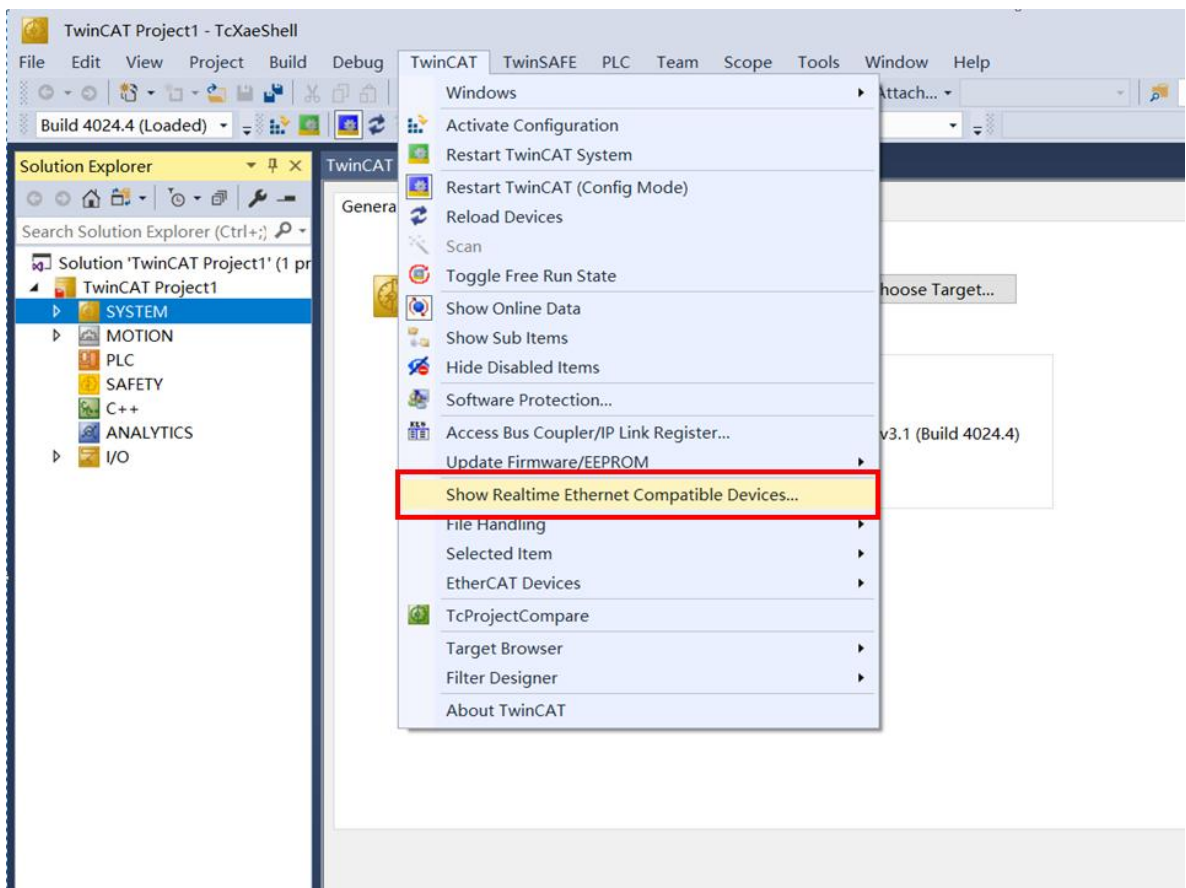 TwinCAT Project1 - TcXaeShell
File Edit View Project Build Debug TwinCAT TwinSAFE PLC Team Scope Tools Window Help
Windows
Attach...
Build 4024.4 (Loaded)
Activate Configuration
Restart TwinCAT System
Solution Explorer
TwinCAT
Restart TwinCAT (Config Mode)
Genera
Reload Devices
Search Solution Explorer (Ctrl+;)
Scan
Solution 'TwinCAT Project1' (1 pr
Toggle Free Run State
TwinCAT Project1
hoose Target...
SYSTEM
Show Online Data
MOTION
Show Sub Items
PLC
Hide Disabled Items
SAFETY
Software Protection...
C++
ANALYTICS
Access Bus Coupler/IP Link Register...
v3.1 (Build 4024.4)
I/O
Update Firmware/EEPROM
Show Realtime Ethernet Compatible Devices...
File Handling
Selected Item
EtherCAT Devices
TcProjectCompare
Target Browser
Filter Designer
About TwinCAT